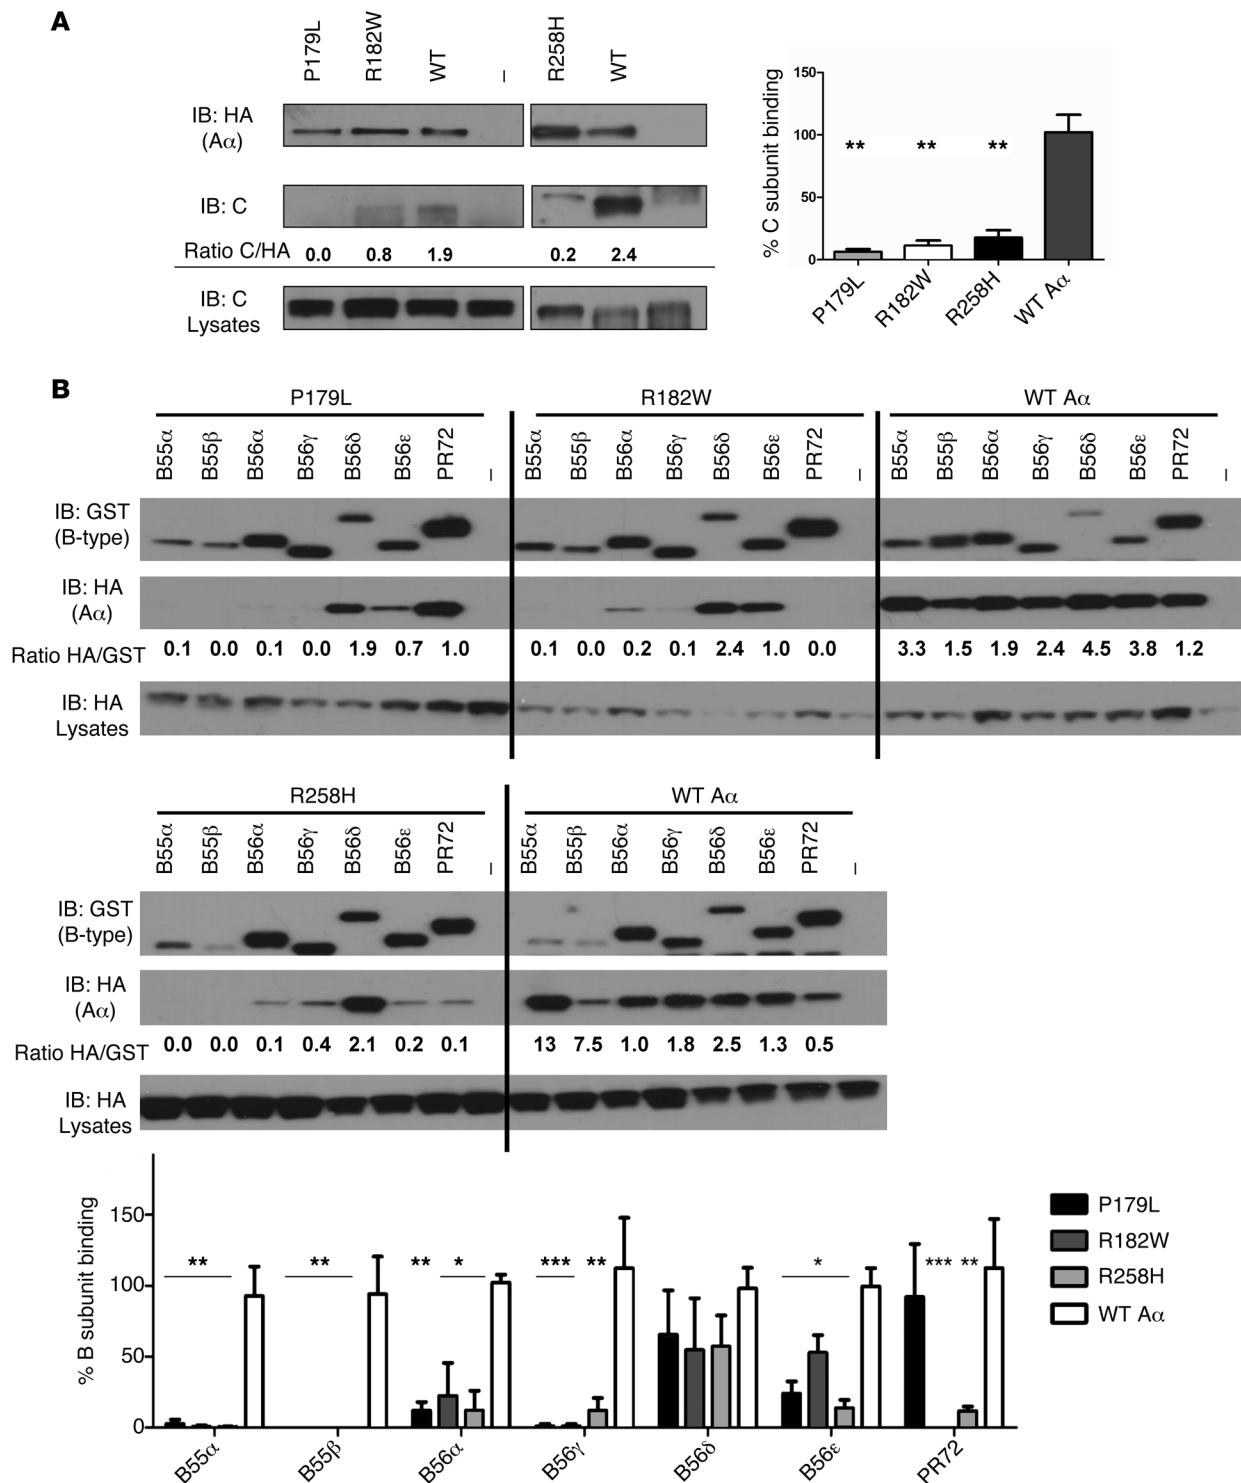 A
P179L R182W WT – R258H WT
IB: HA
(Aα)
IB: C
Ratio C/HA 0.0 0.8 1.9 0.2 2.4
IB: C
Lysates
% C subunit binding
150
100
50
0
** ** **
P179L R182W R258H WT Aα
B
P179L R182W WT Aα
B55α B55β B56α B56γ B56δ B56ε PR72 – B55α B55β B56α B56γ B56δ B56ε PR72 – B55α B55β B56α B56γ B56δ B56ε PR72 –
IB: GST
(B-type)
IB: HA
(Aα)
Ratio HA/GST 0.1 0.0 0.1 0.0 1.9 0.7 1.0 0.1 0.0 0.2 0.1 2.4 1.0 0.0 3.3 1.5 1.9 2.4 4.5 3.8 1.2
IB: HA
Lysates
R258H WT Aα
B55α B55β B56α B56γ B56δ B56ε PR72 – B55α B55β B56α B56γ B56δ B56ε PR72 –
IB: GST
(B-type)
IB: HA
(Aα)
Ratio HA/GST 0.0 0.0 0.1 0.4 2.1 0.2 0.1 13 7.5 1.0 1.8 2.5 1.3 0.5
IB: HA
Lysates
% B subunit binding
150
100
50
0
** ** ** * *** ** * *** **
B55α B55β B56α B56γ B56δ B56ε PR72
P179L
R182W
R258H
WT Aα